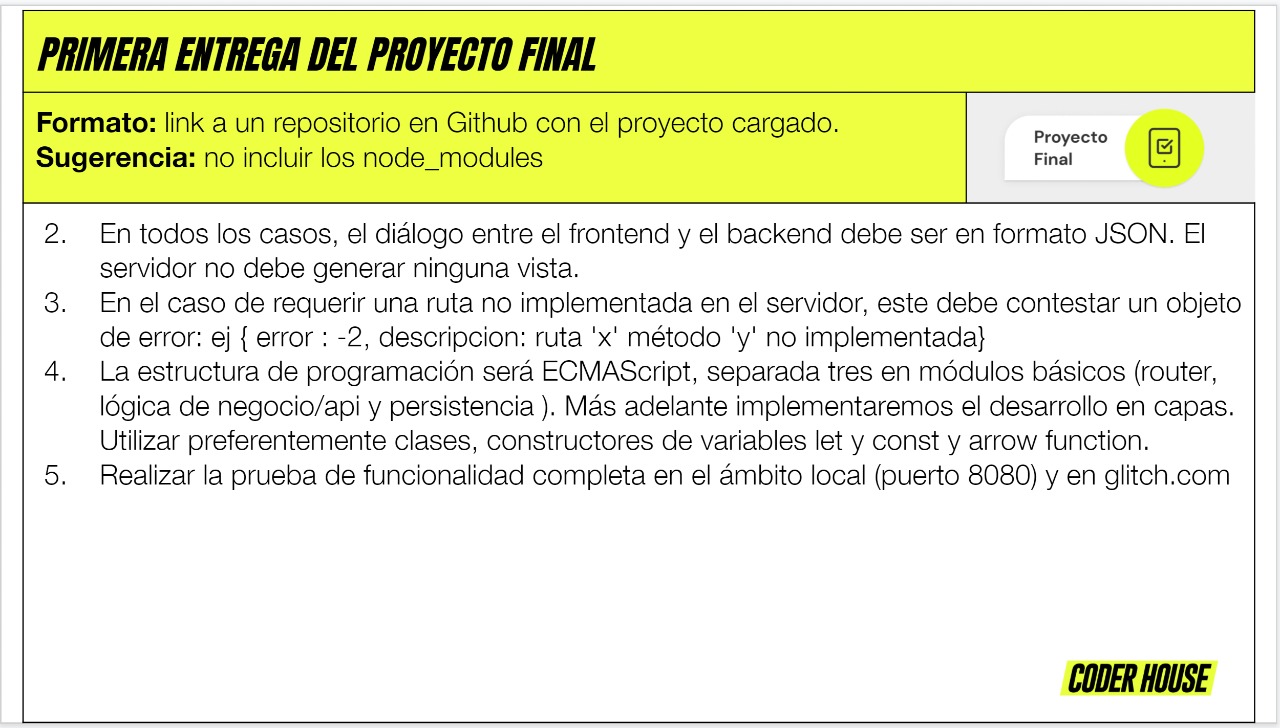 PRIMERA ENTREGA DEL PROYECTO FINAL
Formato: link a un repositorio en Github con el proyecto cargado.
Sugerencia: no incluir los node_modules
Proyecto
Final
2. En todos los casos, el diálogo entre el frontend y el backend debe ser en formato JSON. El
servidor no debe generar ninguna vista.
3. En el caso de requerir una ruta no implementada en el servidor, este debe contestar un objeto
de error: ej { error : -2, descripcion: ruta 'x' método 'y' no implementada}
4. La estructura de programación será ECMAScript, separada tres en módulos básicos (router,
lógica de negocio/api y persistencia ). Más adelante implementaremos el desarrollo en capas.
Utilizar preferentemente clases, constructores de variables let y const y arrow function.
5. Realizar la prueba de funcionalidad completa en el ámbito local (puerto 8080) y en glitch.com
CODER HOUSE